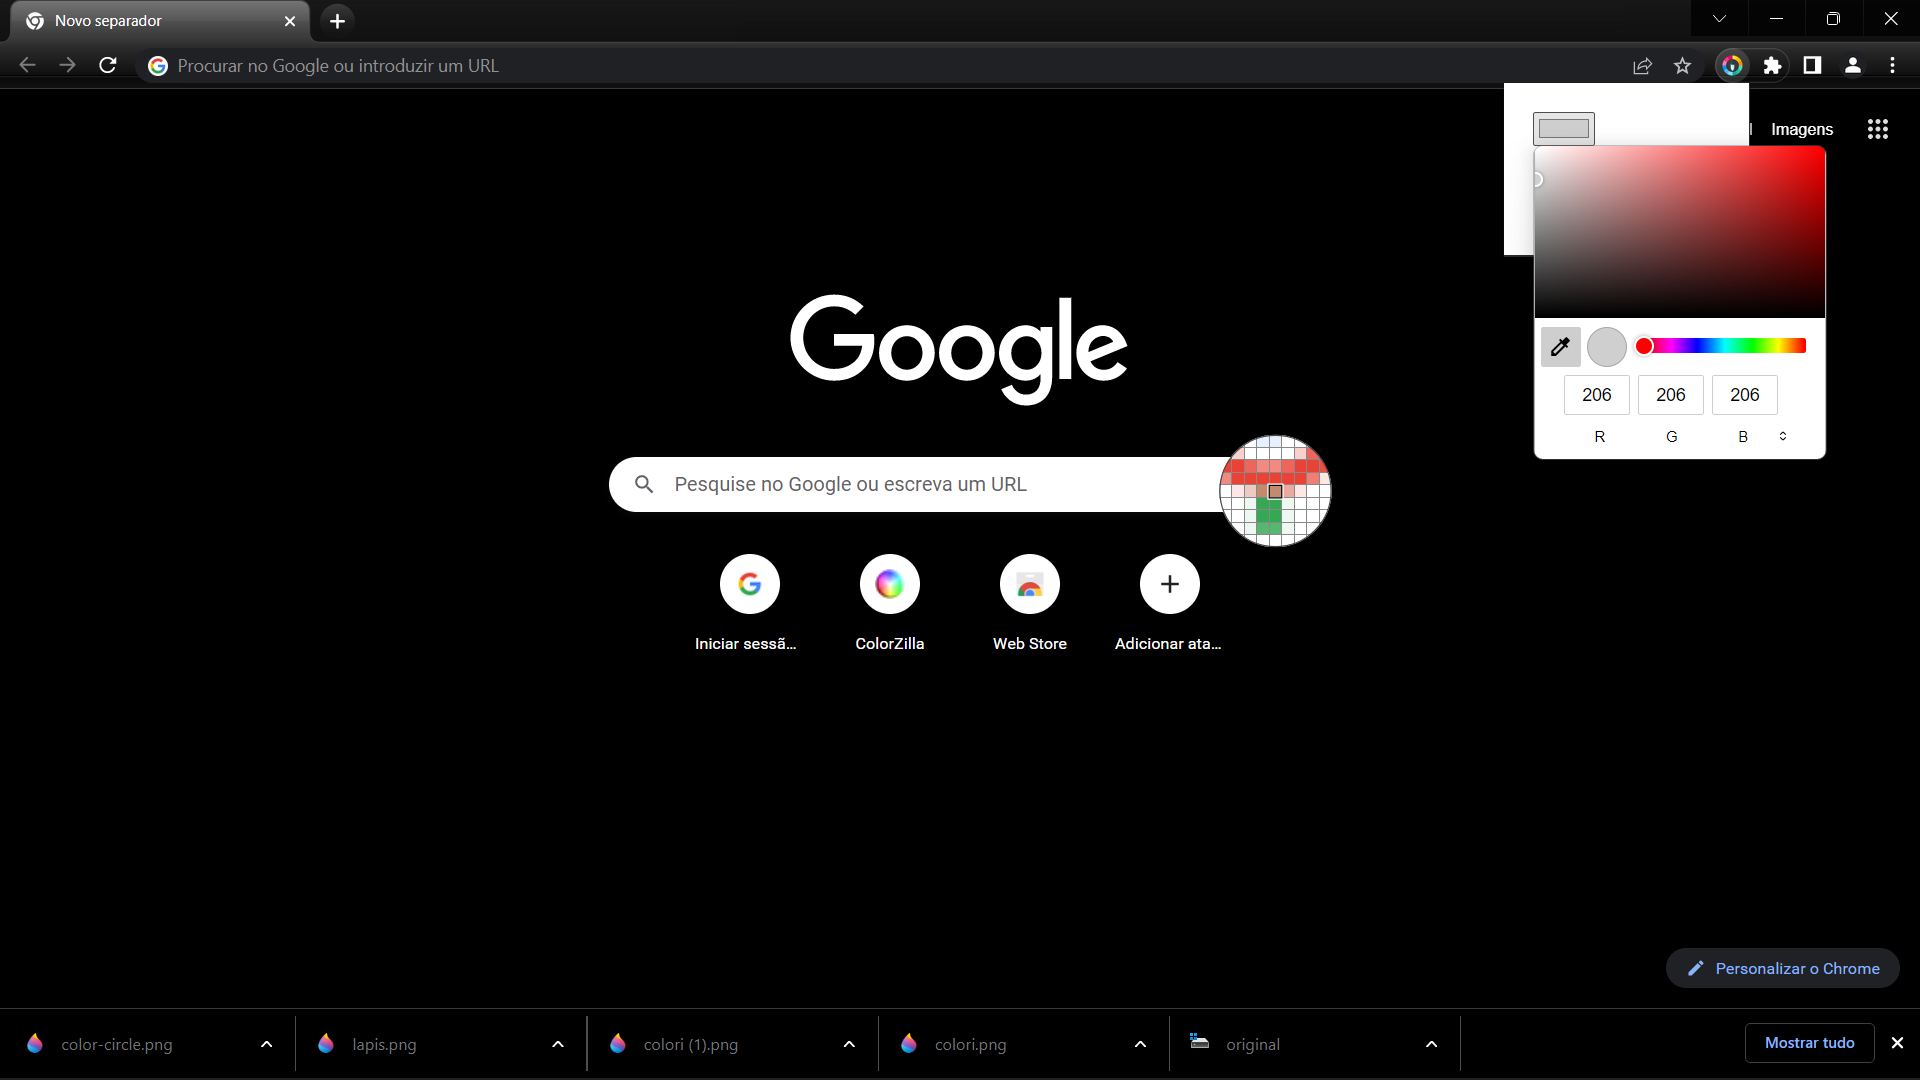 Novo separador
Procurar no Google ou introduzir um URL
Imagens
Google
206 206 206
R G B
Pesquise no Google ou escreva um URL
Iniciar sessã... ColorZilla Web Store Adicionar ata...
Personalizar o Chrome
color-circle.png lapis.png colori (1).png colori.png original Mostrar tudo